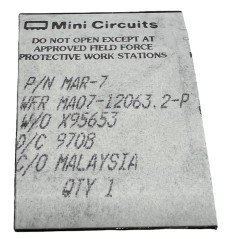 Mini Circuits
DO NOT OPEN EXCEPT AT
APPROVED FIELD FORCE
PROTECTIVE WORK STATIONS
P/N MAR-7
WFR MA07-12063.2-P
W/O X95653
D/C 9708
C/O MALAYSIA
QTY 1